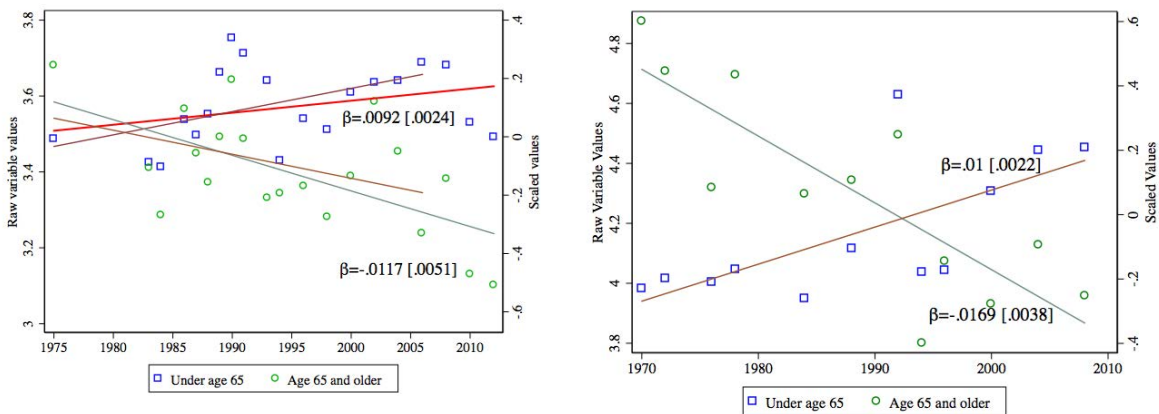 3.8
3.6
3.4
3.2
3
Raw variable values
.4
.2
0
-.2
-.4
-.6
Scaled values
β=.0092 [.0024]
β=-.0117 [.0051]
1975 1980 1985 1990 1995 2000 2005 2010
Under age 65 Age 65 and older
4.8
4.6
4.4
4.2
4
3.8
Raw Variable Values
.6
.4
.2
0
-.2
-.4
Scaled Values
β=.01 [.0022]
β=-.0169 [.0038]
1970 1980 1990 2000 2010
Under age 65 Age 65 and older